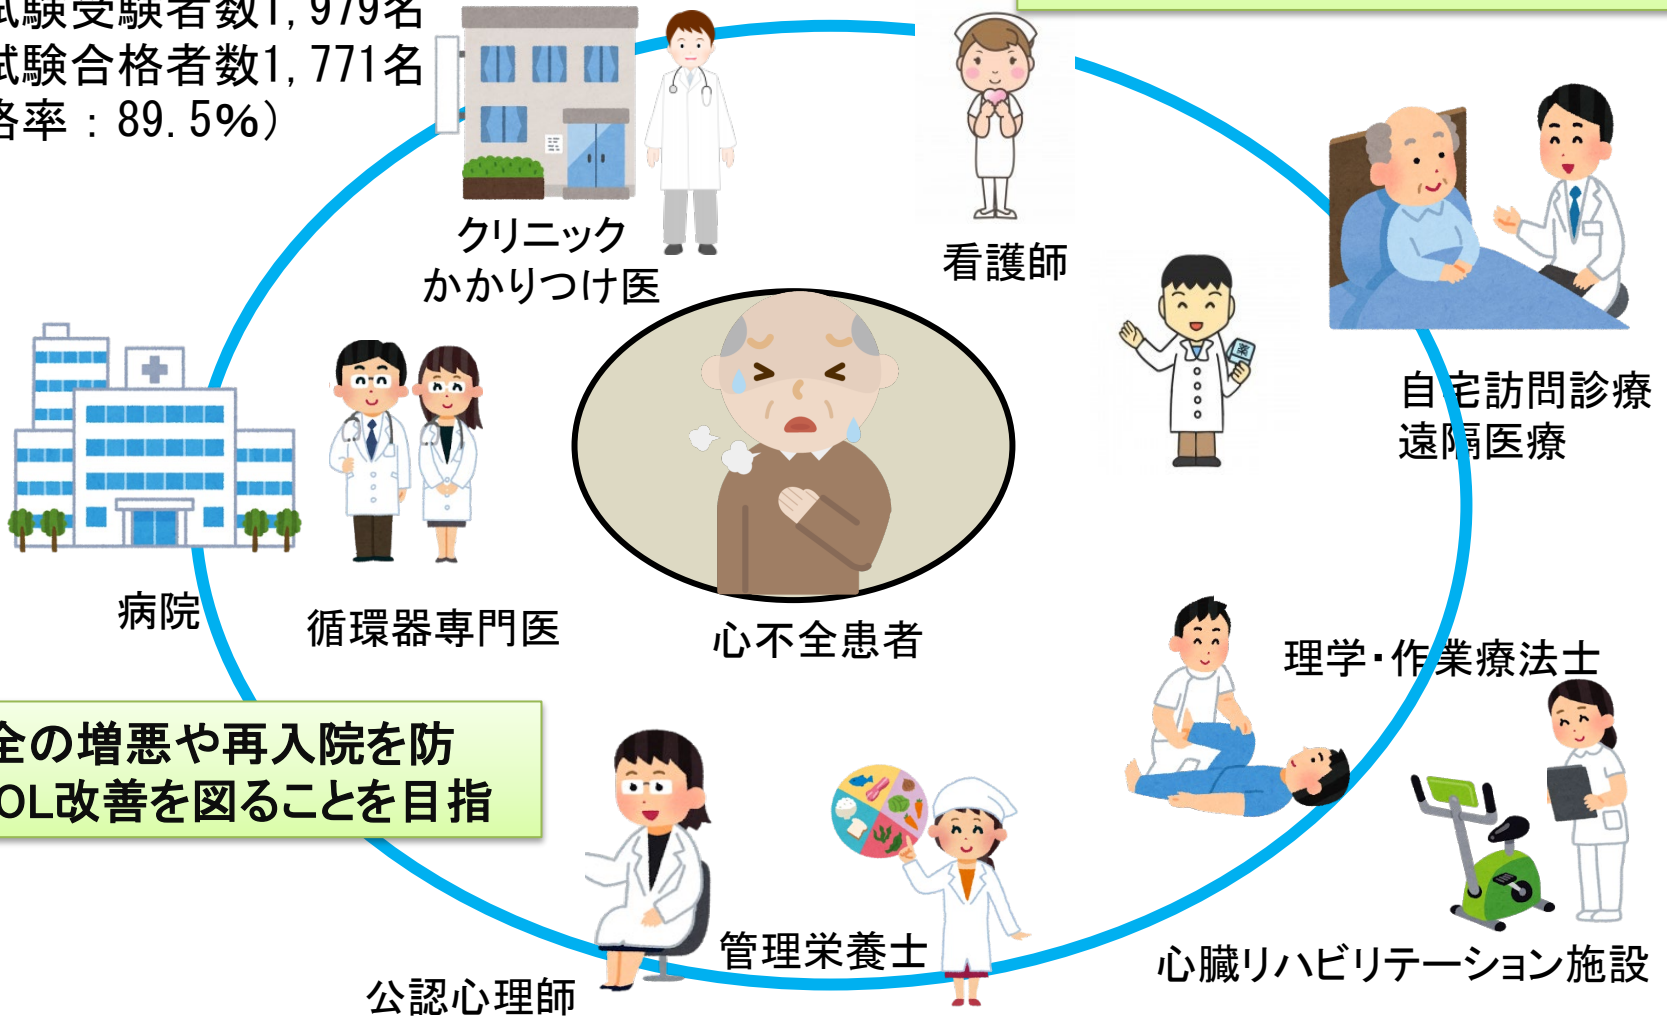 試験受験者数1,979名
試験合格者数1,771名
格率：89.5%）
クリニック
かかりつけ医
看護師
薬
自宅訪問診療
遠隔医療
病院
循環器専門医
心不全患者
理学・作業療法士
全の増悪や再入院を防
OL改善を図ることを目指
公認心理師
管理栄養士
心臓リハビリテーション施設